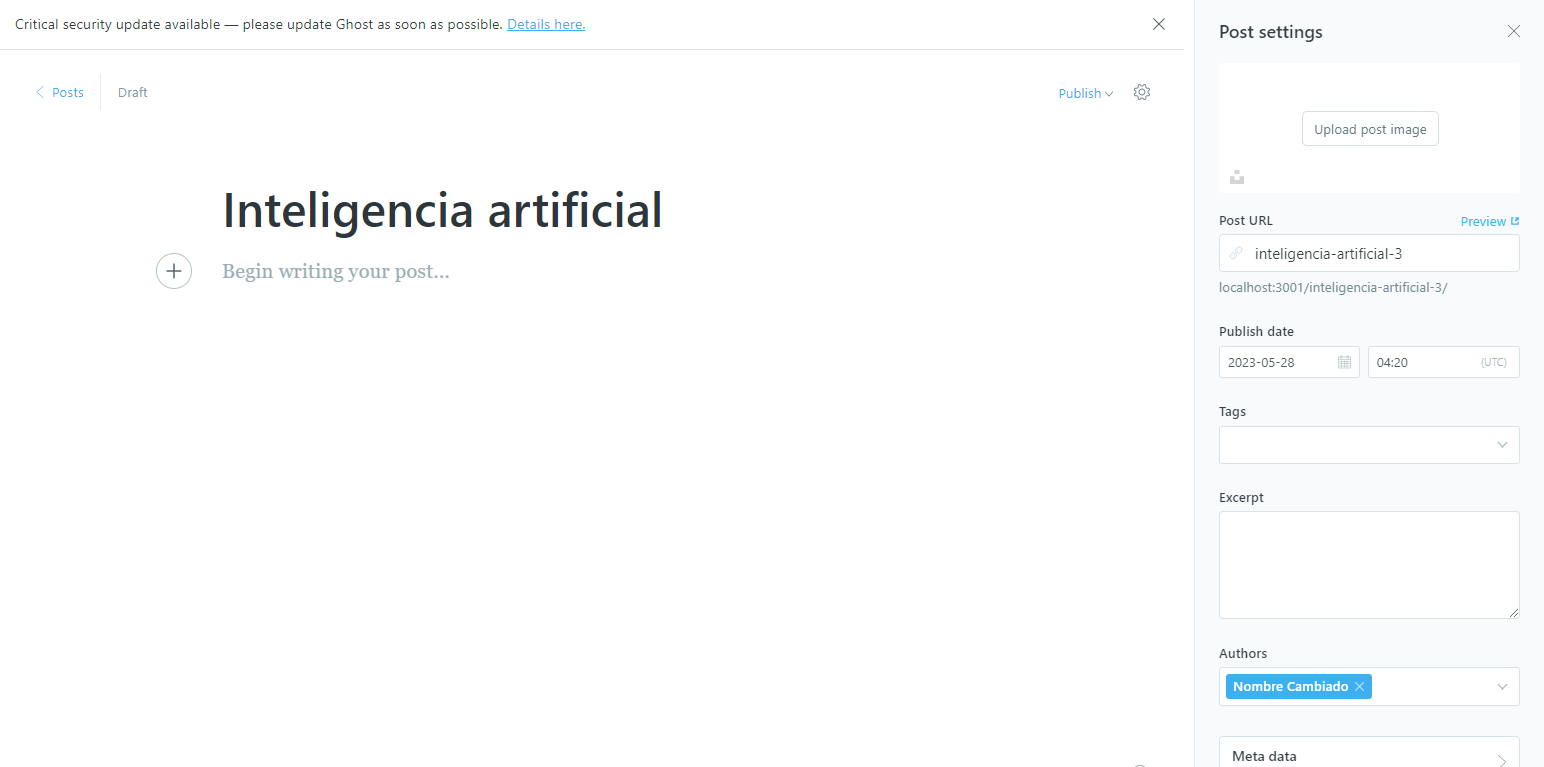 Critical security update available — please update Ghost as soon as possible. Details here.
Posts
Draft
Publish
Inteligencia artificial
Begin writing your post...
Post settings
Upload post image
Post URL
Preview
inteligencia-artificial-3
localhost:3001/inteligencia-artificial-3/
Publish date
2023-05-28
04:20
(UTC)
Tags
Excerpt
Authors
Nombre Cambiado
Meta data